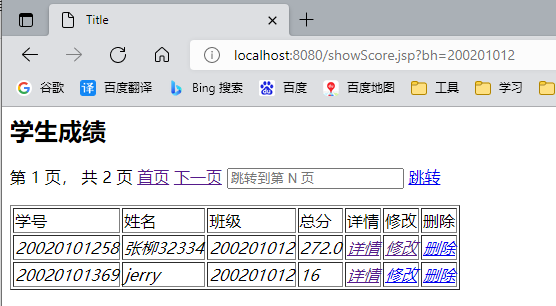 Title
localhost:8080/showScore.jsp?bh=200201012
谷歌 百度翻译 Bing 搜索 百度 百度地图 工具 学习
学生成绩
第 1 页, 共 2 页 首页 下一页 跳转到第 N 页 跳转
学号 姓名 班级 总分 详情 修改 删除
20020101258 张柳32334 200201012 272.0 详情 修改 删除
20020101369 jerry 200201012 16 详情 修改 删除